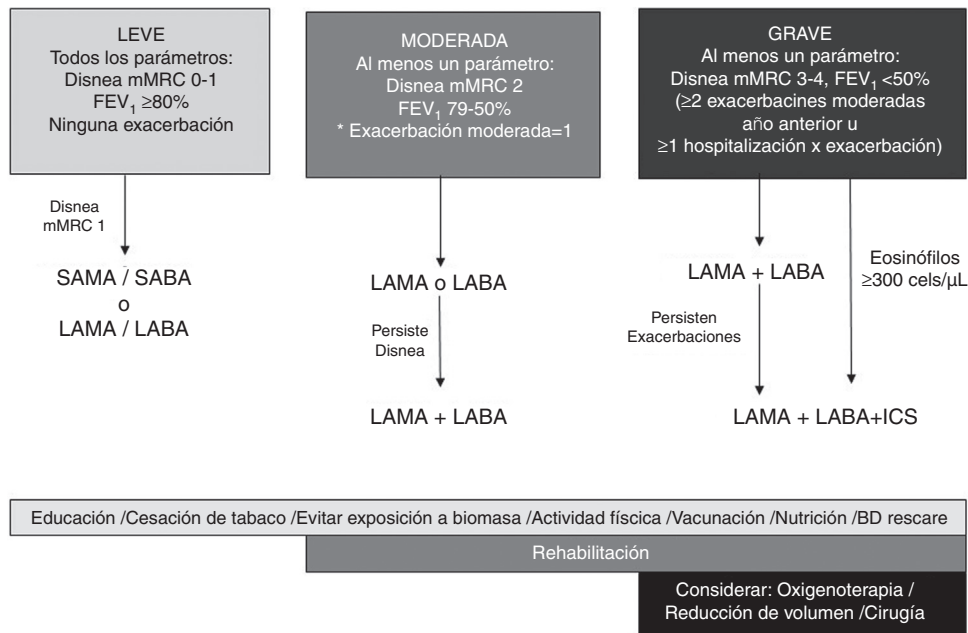 LEVE
Todos los parámetros:
Disnea mMRC 0-1
FEV1 ≥80%
Ninguna exacerbación
MODERADA
Al menos un parámetro:
Disnea mMRC 2
FEV1 79-50%
* Exacerbación moderada=1
GRAVE
Al menos un parámetro:
Disnea mMRC 3-4, FEV1 <50%
(≥2 exacerbacines moderadas
año anterior u
≥1 hospitalización x exacerbación)
Disnea
mMRC 1
SAMA / SABA
o
LAMA / LABA
LAMA o LABA
Persiste
Disnea
LAMA + LABA
LAMA + LABA
Eosinófilos
≥300 cels/µL
Persisten
Exacerbaciones
LAMA + LABA+ICS
Educación /Cesación de tabaco /Evitar exposición a biomasa /Actividad físcica /Vacunación /Nutrición /BD rescare
Rehabilitación
Considerar: Oxigenoterapia /
Reducción de volumen /Cirugía